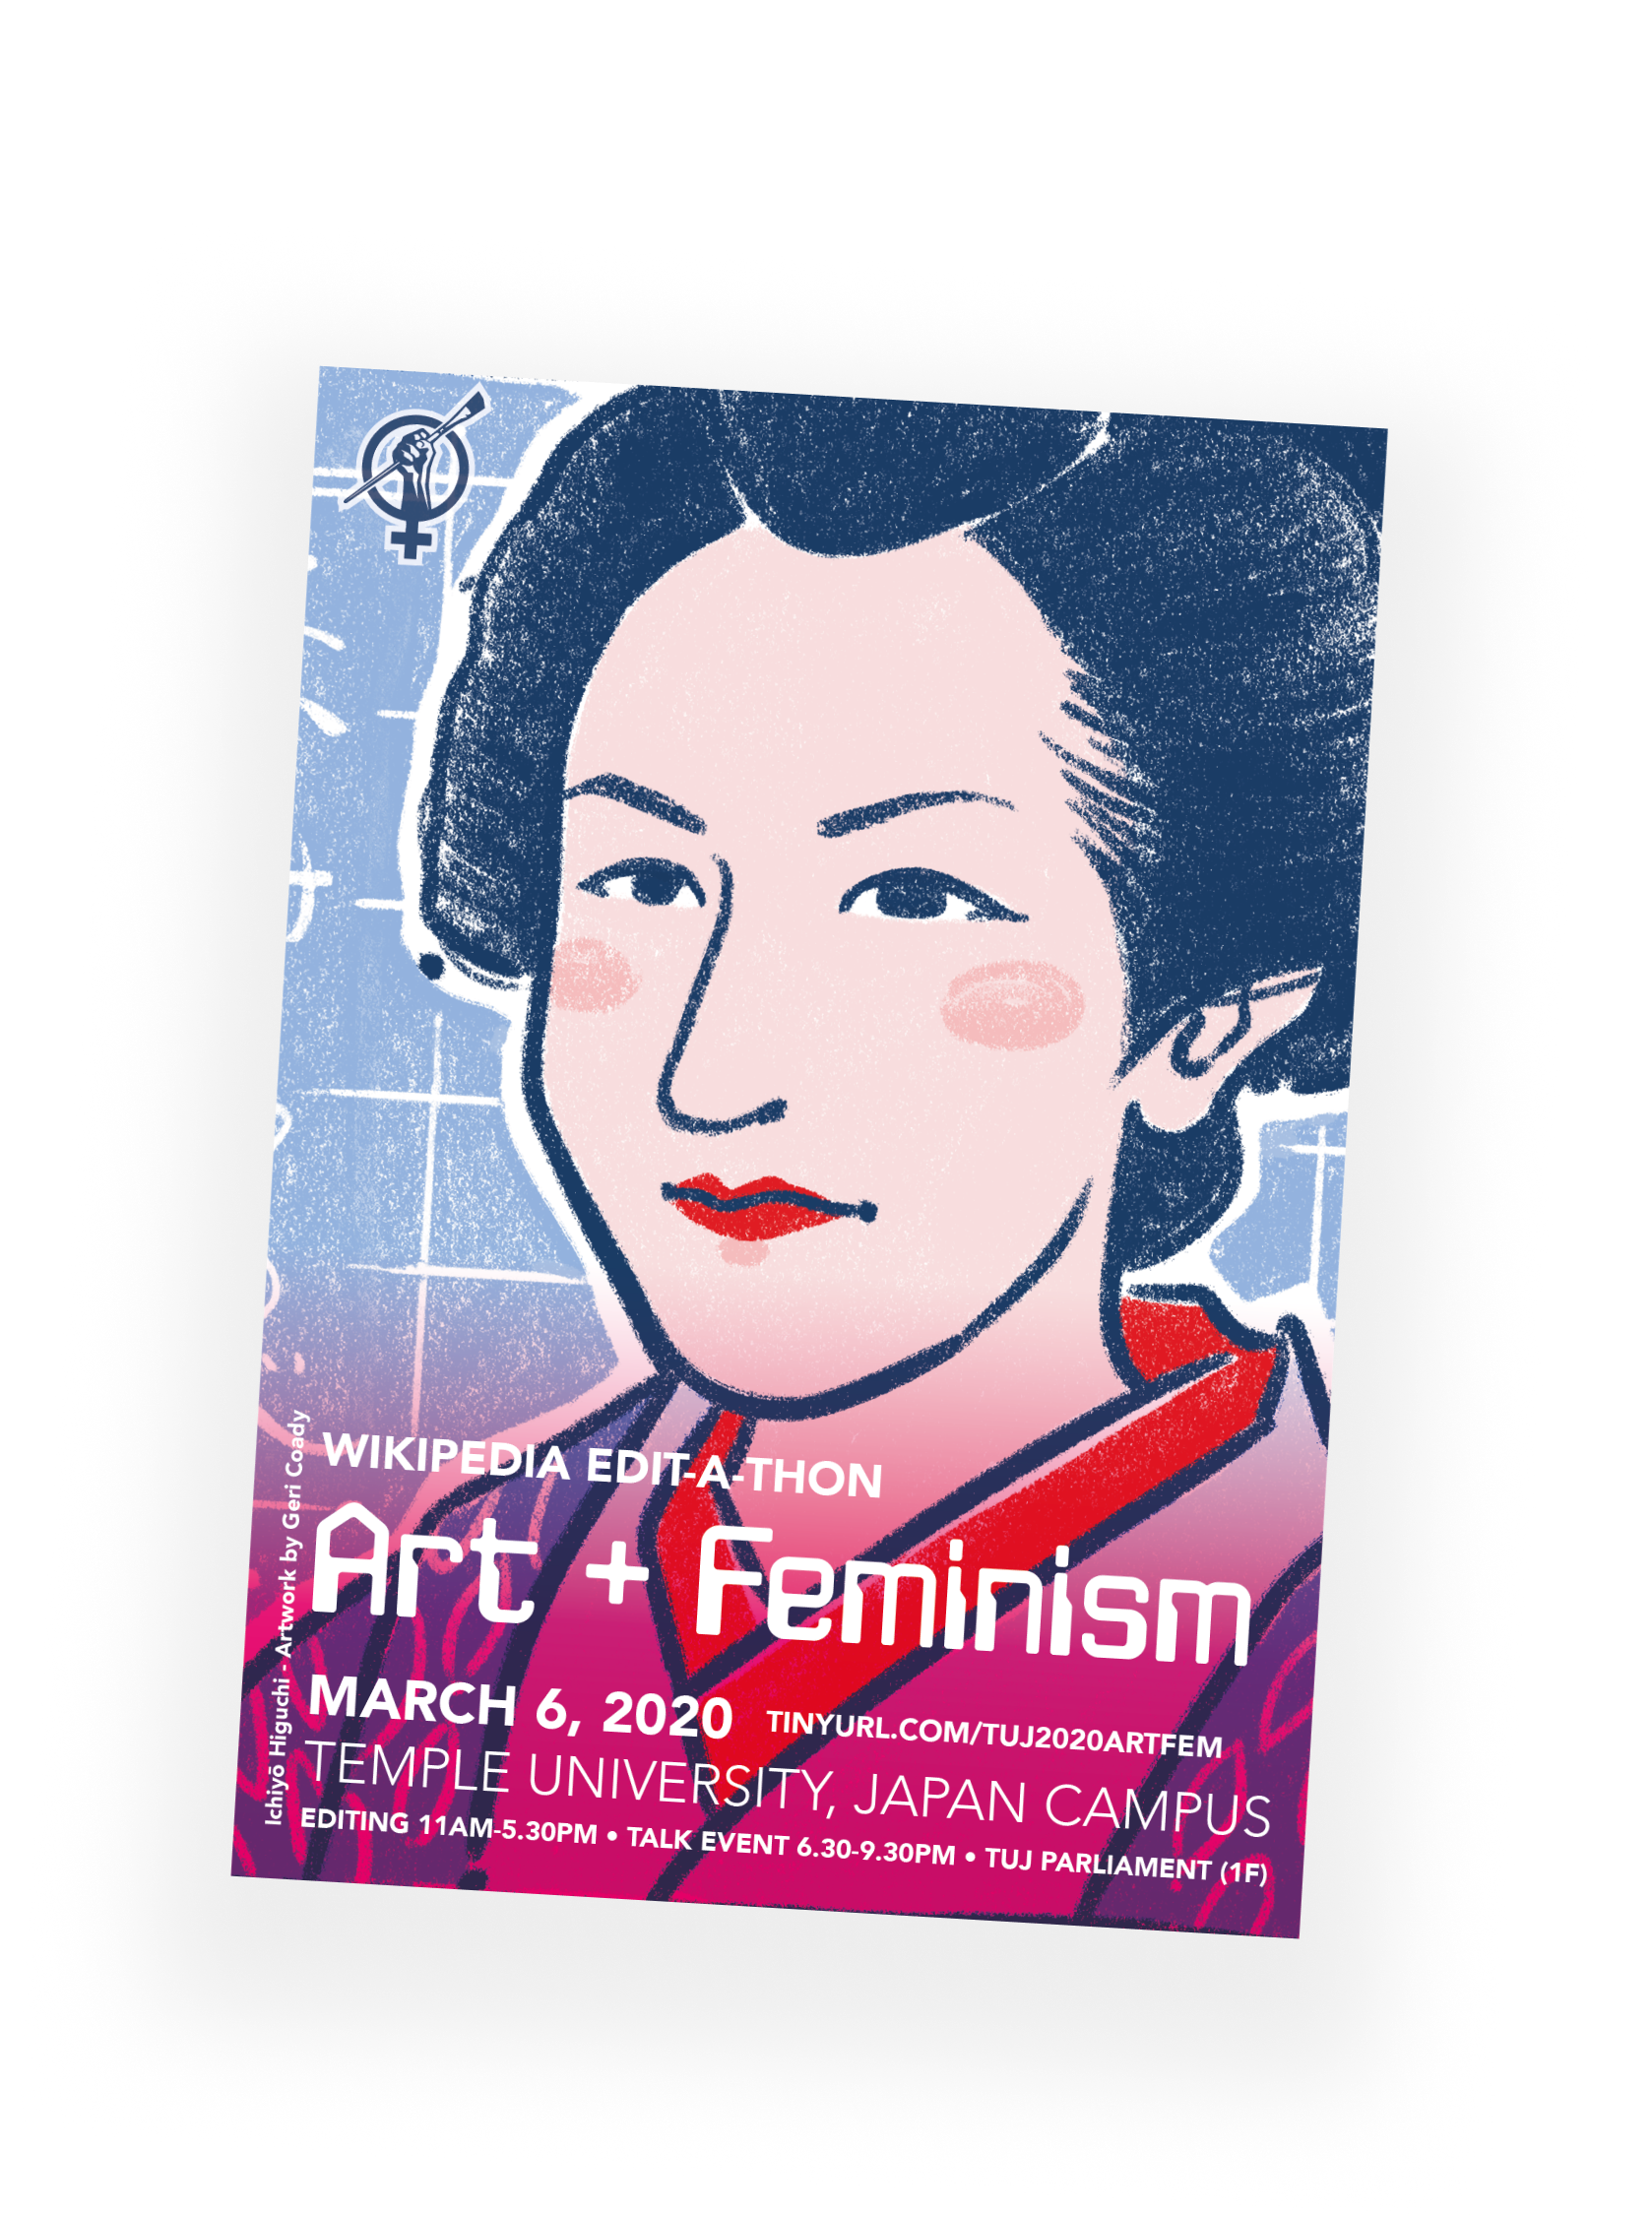 WIKIPEDIA EDIT-A-THON
Art + Feminism
MARCH 6, 2020 TINYURL.COM/TUJ2020ARTFEM
TEMPLE UNIVERSITY, JAPAN CAMPUS
EDITING 11AM-5.30PM • TALK EVENT 6.30-9.30PM • TUJ PARLIAMENT (1F)
Ichiyō Higuchi - Artwork by Geri Coady